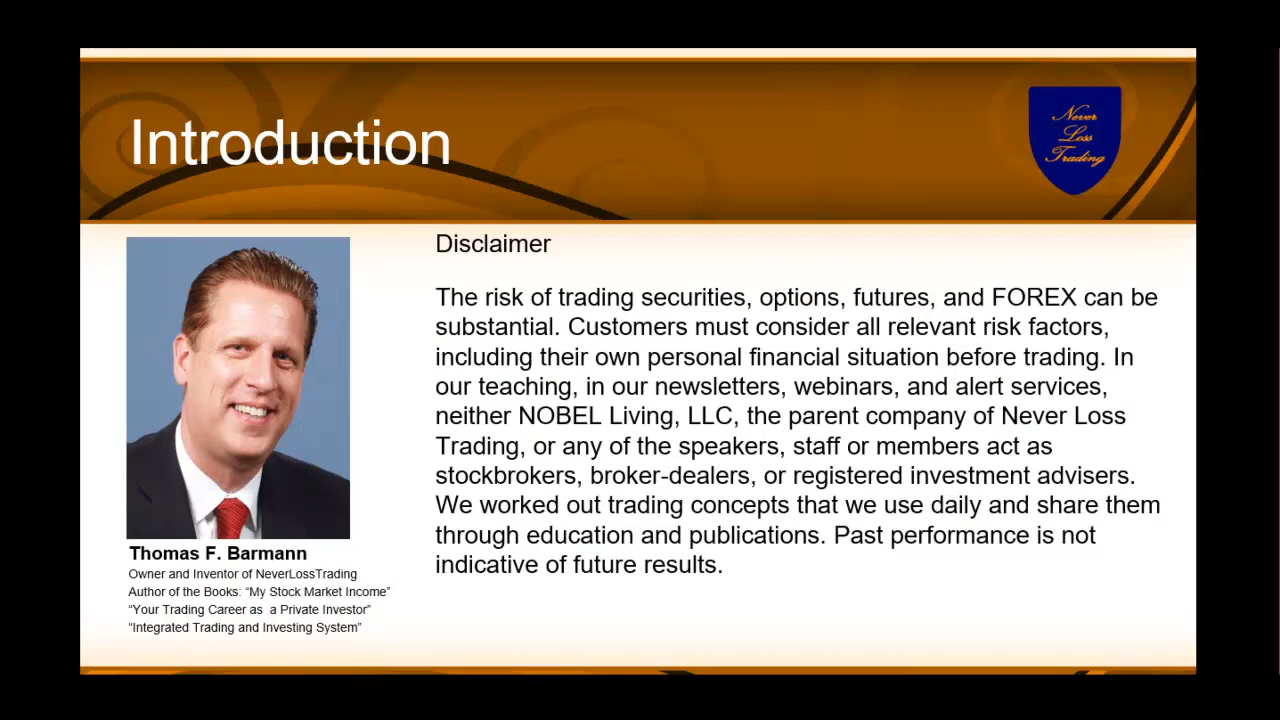 Introduction
Never
Loss
Trading
Disclaimer
The risk of trading securities, options, futures, and FOREX can be
substantial. Customers must consider all relevant risk factors,
including their own personal financial situation before trading. In
our teaching, in our newsletters, webinars, and alert services,
neither NOBEL Living, LLC, the parent company of Never Loss
Trading, or any of the speakers, staff or members act as
stockbrokers, broker-dealers, or registered investment advisers.
We worked out trading concepts that we use daily and share them
through education and publications. Past performance is not
indicative of future results.
Thomas F. Barmann
Owner and Inventor of NeverLossTrading
Author of the Books: “My Stock Market Income”
“Your Trading Career as  a Private Investor”
“Integrated Trading and Investing System”